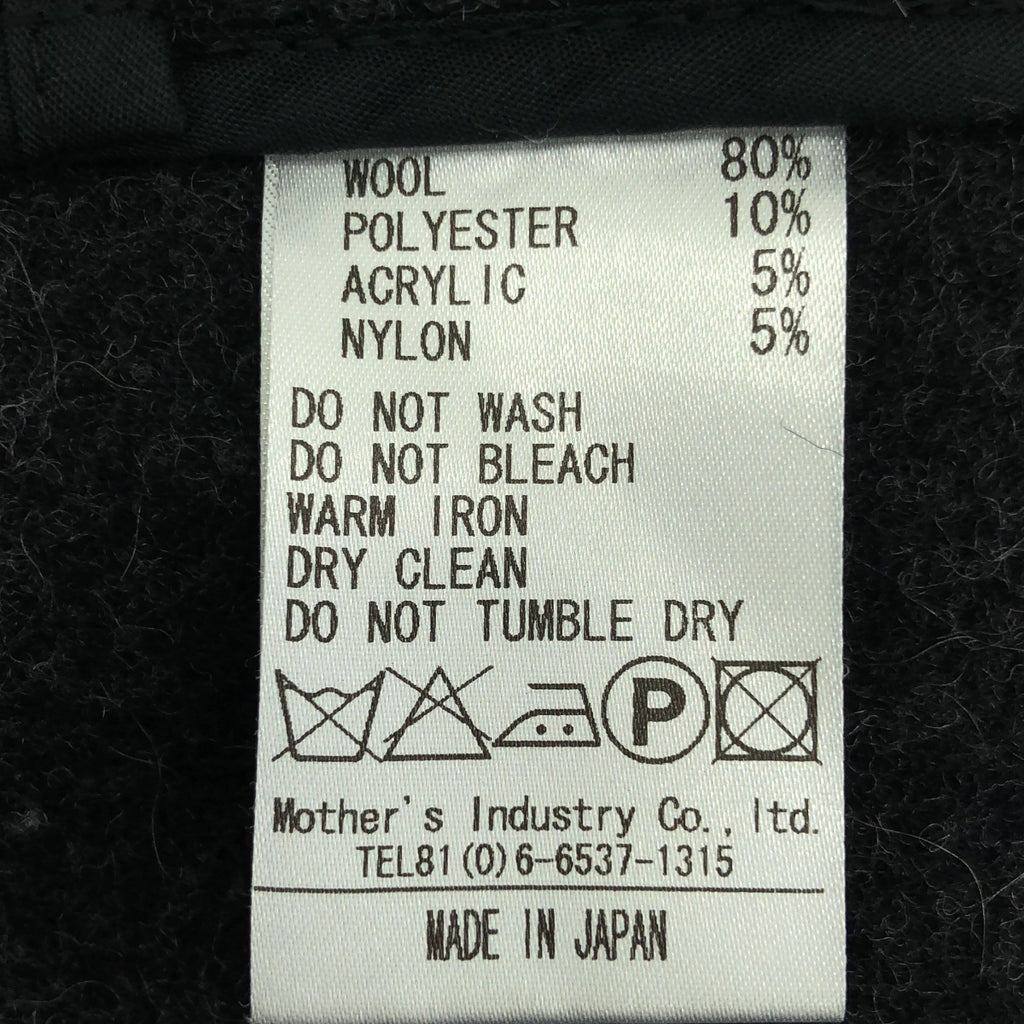 WOOL 80%
POLYESTER 10%
ACRYLIC 5%
NYLON 5%
DO NOT WASH
DO NOT BLEACH
WARM IRON
DRY CLEAN
DO NOT TUMBLE DRY
P
Mother's Industry Co., ltd.
TEL81(0)6-6537-1315
MADE IN JAPAN